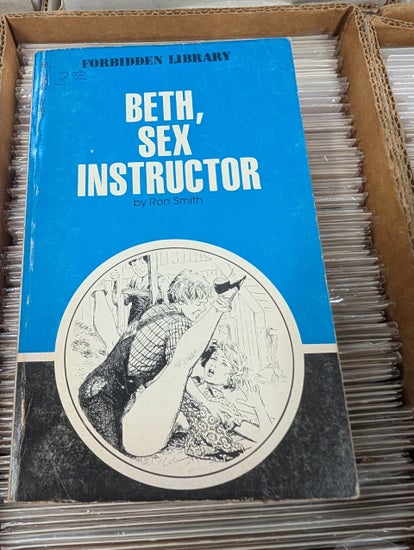 FORBIDDEN LIBRARY
BETH,
SEX
INSTRUCTOR
by Ron Smith